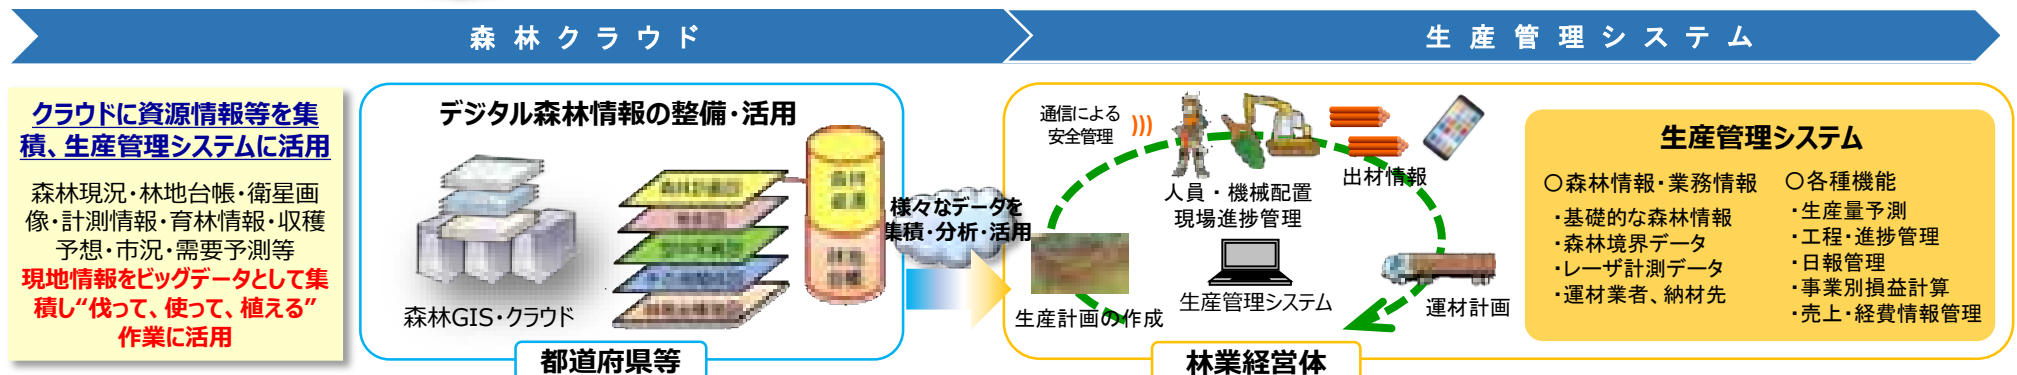 森林クラウド
生産管理システム
クラウドに資源情報等を集
積、生産管理システムに活用
森林現況・林地台帳・衛星画
像・計測情報・育林情報・収穫
予想・市況・需要予測等
現地情報をビッグデータとして集
積し“伐って、使って、植える”
作業に活用
デジタル森林情報の整備・活用
森林GIS・クラウド
都道府県等
様々なデータを
集積・分析・活用
通信による
安全管理
人員・機械配置
現場進捗管理
出材情報
生産計画の作成
生産管理システム
運材計画
林業経営体
生産管理システム
〇森林情報・業務情報
・基礎的な森林情報
・森林境界データ
・レーザ計測データ
・運材業者、納材先
〇各種機能
・生産量予測
・工程・進捗管理
・日報管理
・事業別損益計算
・売上・経費情報管理